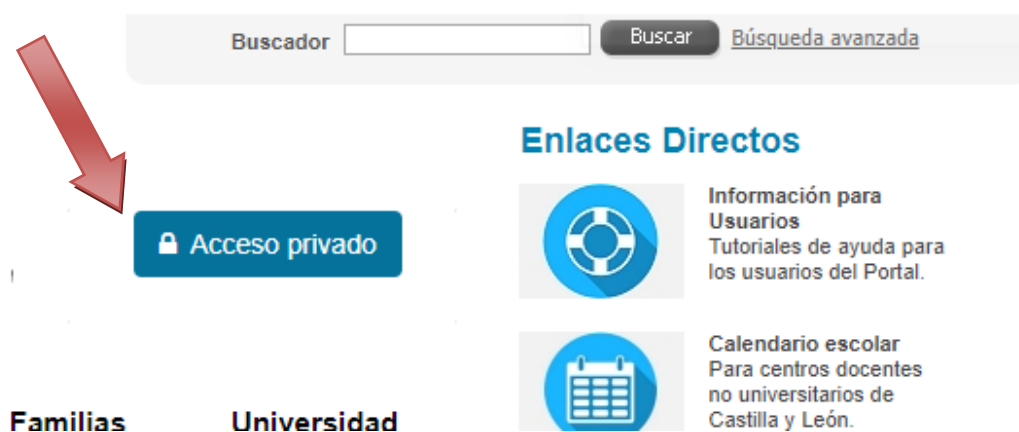 Buscador Buscar Búsqueda avanzada
Enlaces Directos
Información para
Usuarios
Tutoriales de ayuda para
los usuarios del Portal.
Acceso privado
Calendario escolar
Para centros docentes
no universitarios de
Castilla y León.
Familias Universidad